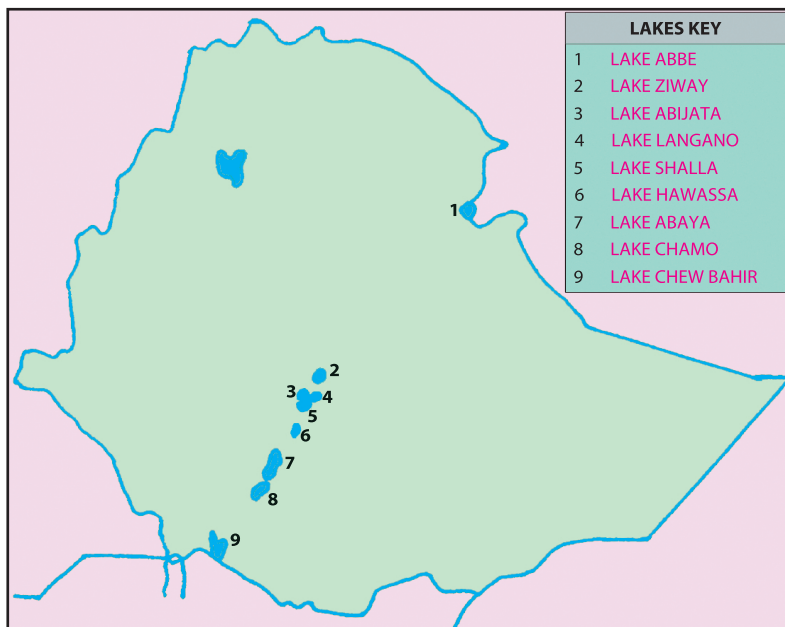 LAKES KEY
1 LAKE ABBE
2 LAKE ZIWAY
3 LAKE ABIJATA
4 LAKE LANGANO
5 LAKE SHALLA
6 LAKE HAWASSA
7 LAKE ABAYA
8 LAKE CHAMO
9 LAKE CHEW BAHIR
1
2
3
4
5
6
7
8
9